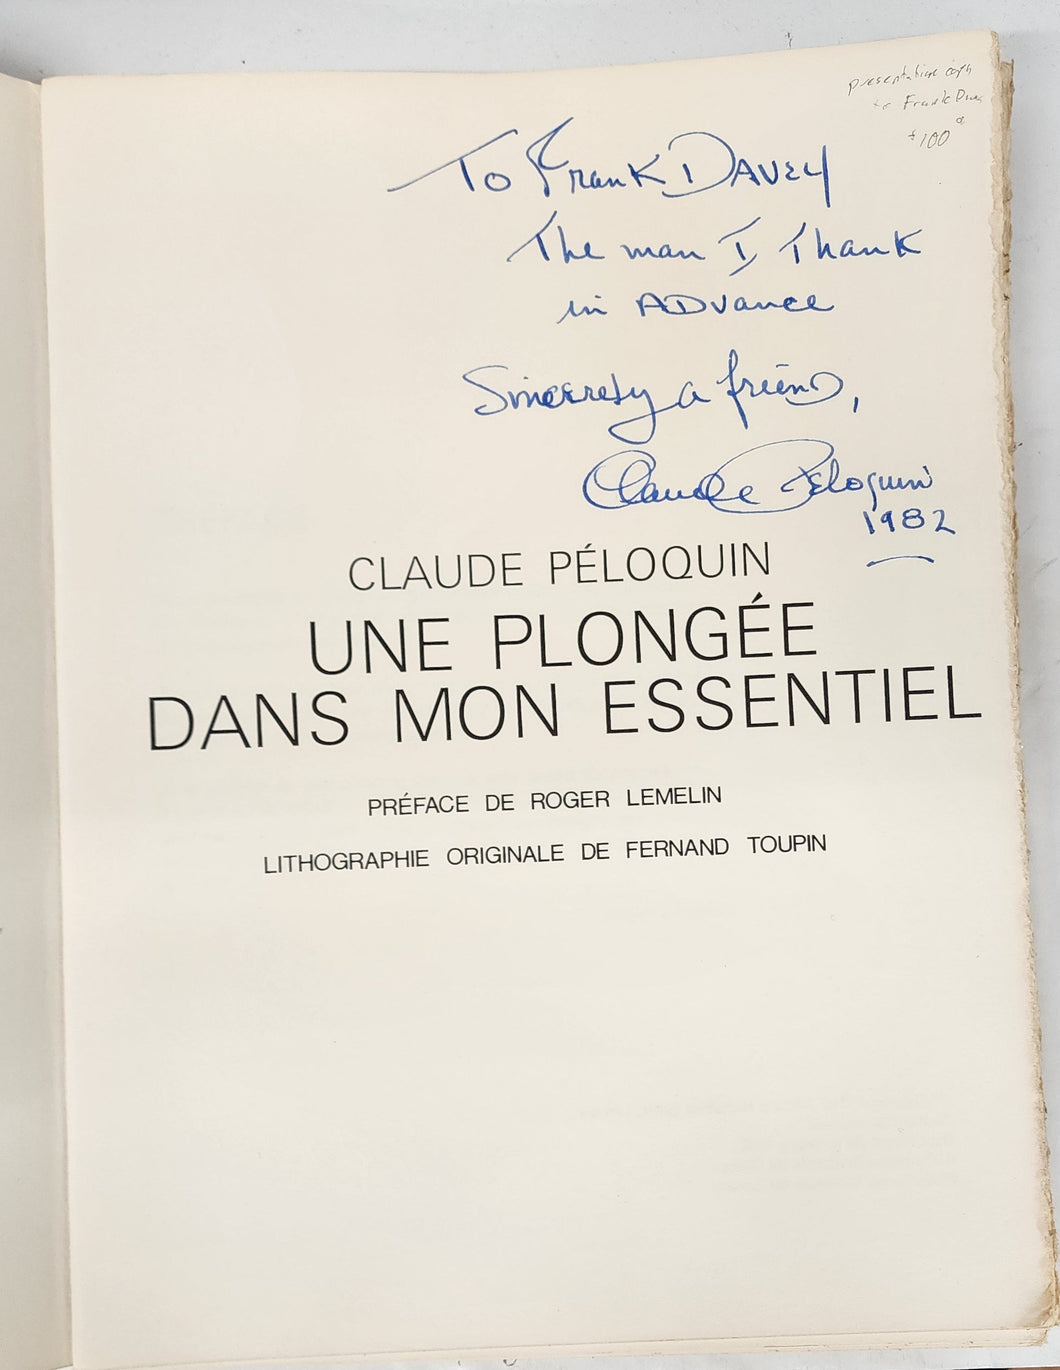 presentation copy
to Frank Davey
$100
To Frank Davey
The man I Thank
in ADvance
Sincerely a friend,
Claude Péloquin
1982
CLAUDE PÉLOQUIN
UNE PLONGÉE
DANS MON ESSENTIEL
PRÉFACE DE ROGER LEMELIN
LITHOGRAPHIE ORIGINALE DE FERNAND TOUPIN